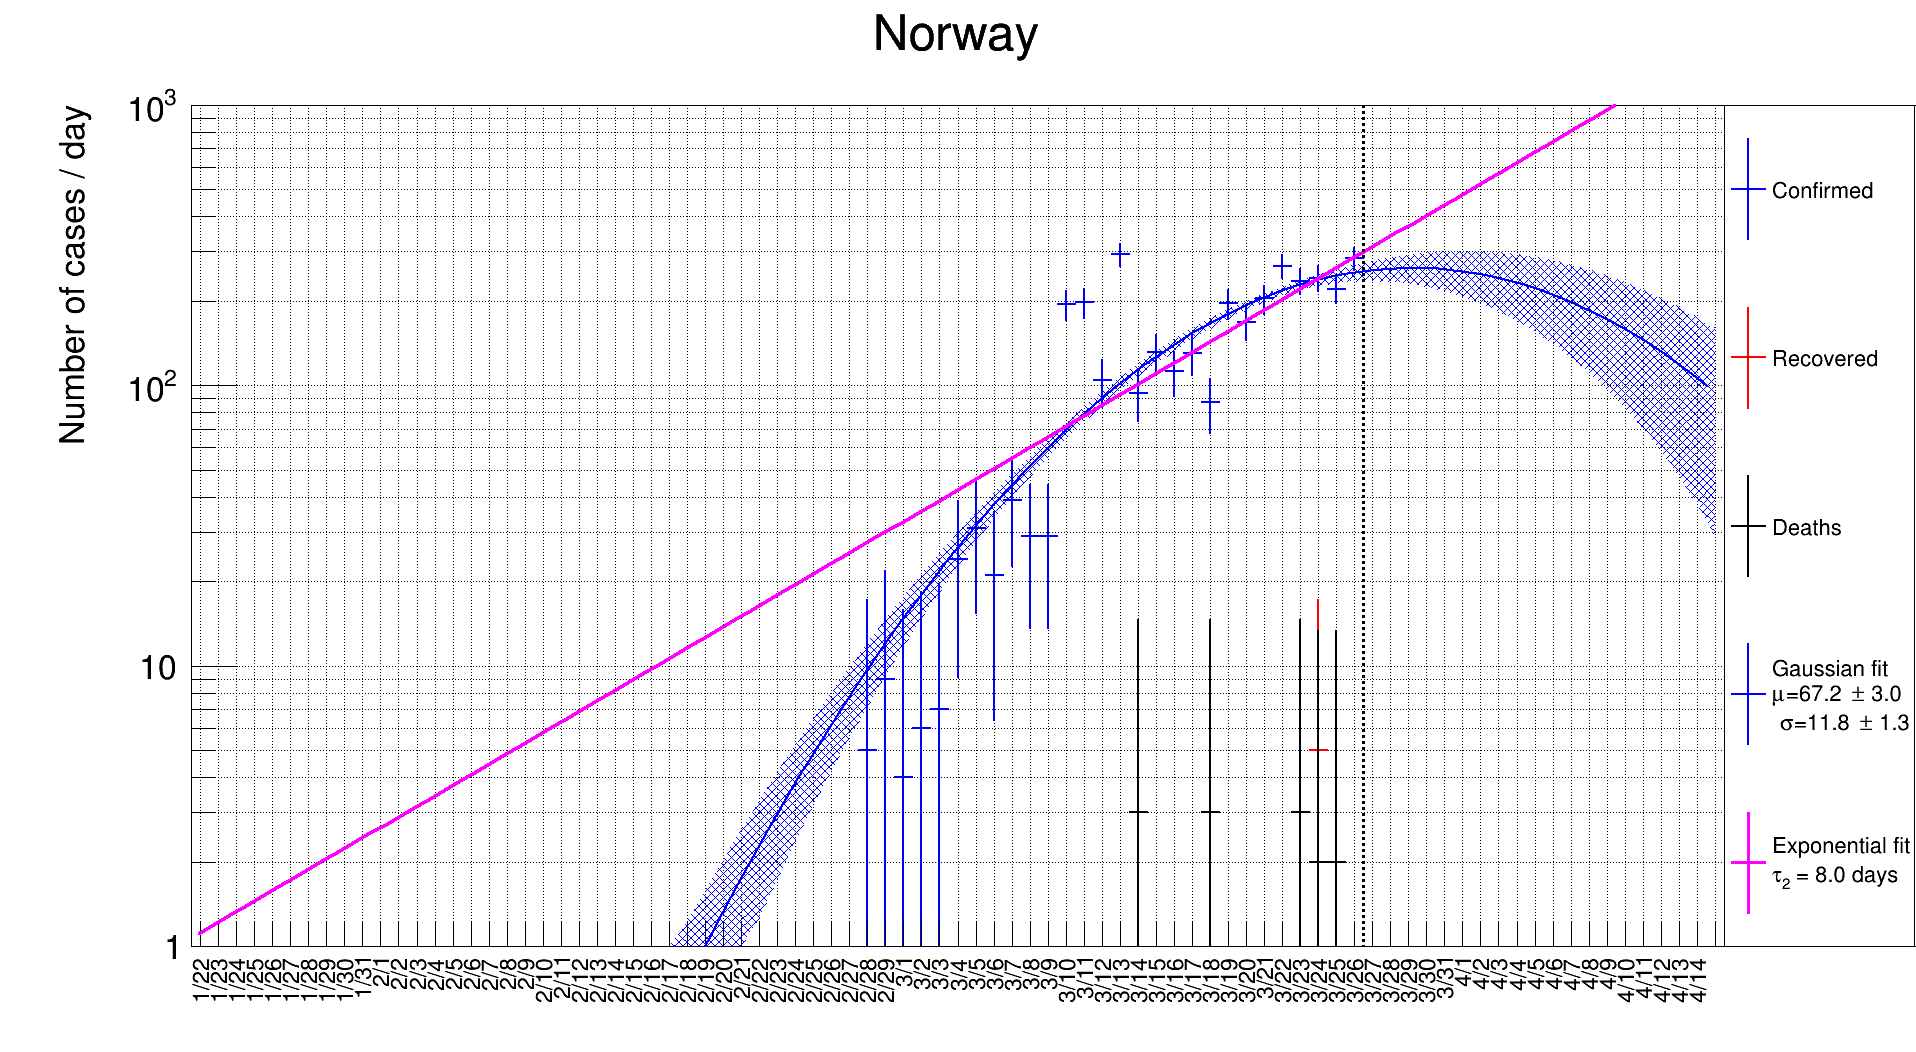 Norway
Number of cases / day
10³
10²
10
1
1/22 1/23 1/24 1/25 1/26 1/27 1/28 1/29 1/30 1/31 2/1 2/2 2/3 2/4 2/5 2/6 2/7 2/8 2/9 2/10 2/11 2/12 2/13 2/14 2/15 2/16 2/17 2/18 2/19 2/20 2/21 2/22 2/23 2/24 2/25 2/26 2/27 2/28 2/29 3/1 3/2 3/3 3/4 3/5 3/6 3/7 3/8 3/9 3/10 3/11 3/12 3/13 3/14 3/15 3/16 3/17 3/18 3/19 3/20 3/21 3/22 3/23 3/24 3/25 3/26 3/27 3/28 3/29 3/30 3/31 4/1 4/2 4/3 4/4 4/5 4/6 4/7 4/8 4/9 4/10 4/11 4/12 4/13 4/14
Confirmed
Recovered
Deaths
Gaussian fit
μ=67.2 ± 3.0
σ=11.8 ± 1.3
Exponential fit
τ₂ = 8.0 days